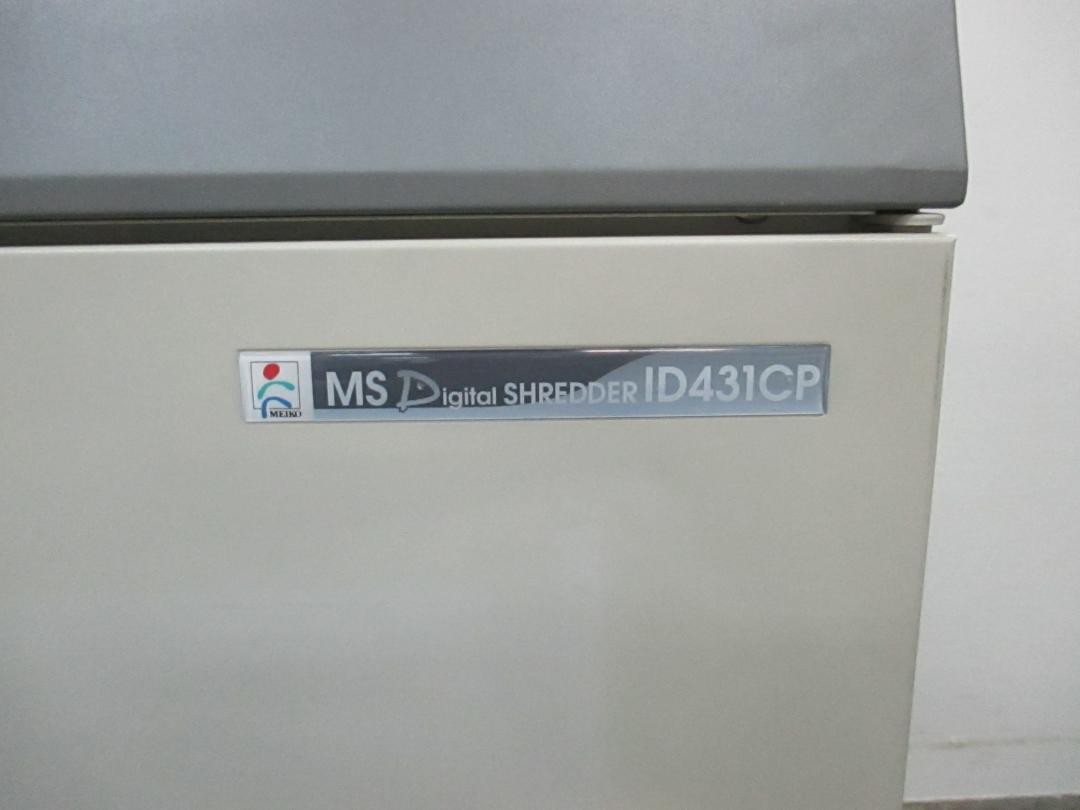 MEIKO
MS Digital SHREDDER ID431CP